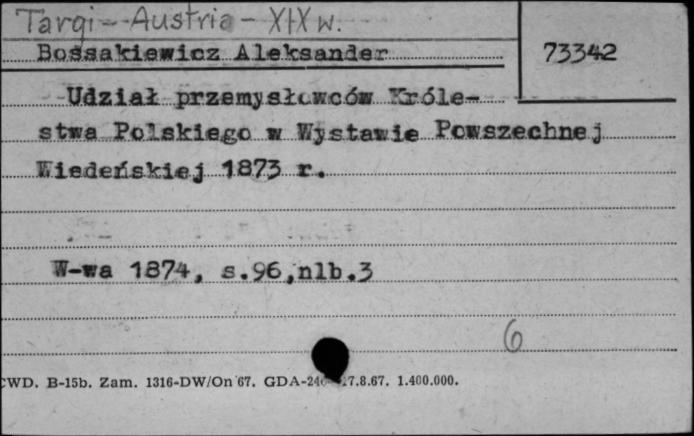 Targi - Austria - XIX w.
Bossakiewicz Aleksander
73342
Udział przemysłowców Króle-
stwa Polskiego w Wystawie Powszechnej
Wiedeńskiej 1873 r.
W-wa 1874, s.96,nlb.3
6
CWD. B-15b. Zam. 1316-DW/On 67. GDA-24 17.8.67. 1.400.000.